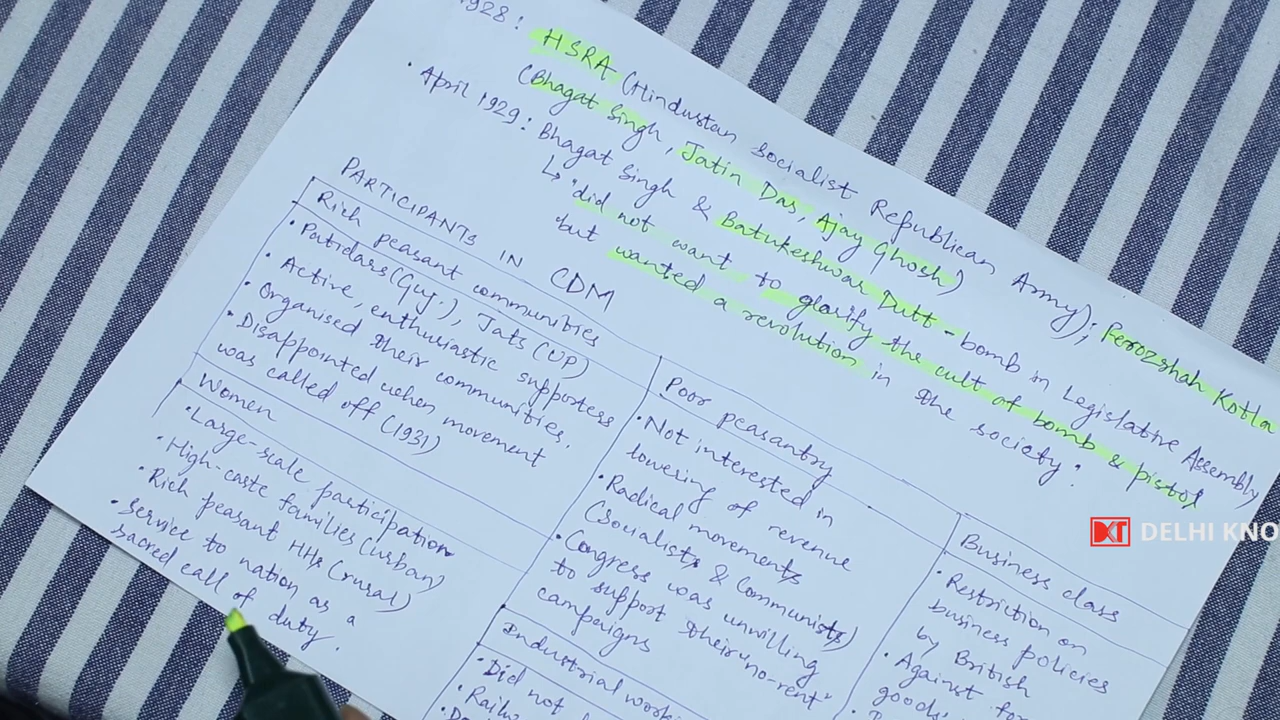 1928: HSRA (Hindustan Socialist Republican Army); Ferozshah Kotla
(Bhagat Singh, Jatin Das, Ajay Ghosh)
• April 1929: Bhagat Singh & Batukeshwar Dutt - bomb in Legislative Assembly
↳ "did not want to glorify the cult of bomb & pistol
but wanted a revolution in the society"
PARTICIPANTS IN CDM
Rich peasant communities
• Patidars (Guj.), Jats (UP)
• Active, enthusiastic supporters
• Organised their communities.
• Disappointed when movement
was called off (1931)
Poor peasantry
• Not interested in
lowering of revenue
• Radical movements
(Socialists & Communists)
• Congress was unwilling
to support their "no-rent"
campaigns
Business class
• Restriction on
business policies
by British
• Against
goods
Women
• Large-scale participation
• High-caste families (urban)
• Rich peasant HHs (rural)
• Service to nation as a
sacred call of duty.
Industrial
• Did not
DELHI KNO